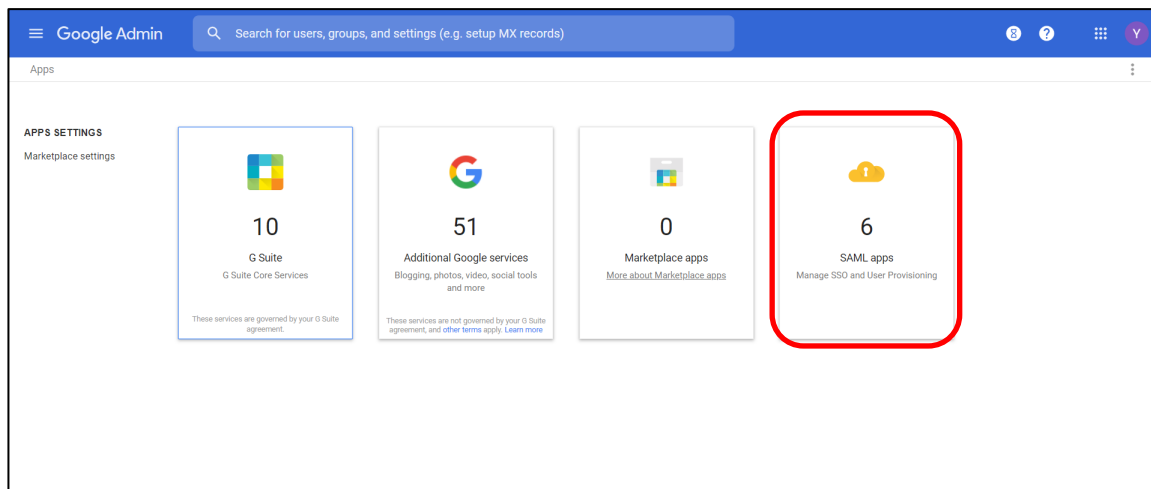 Google Admin
Search for users, groups, and settings (e.g. setup MX records)
Y
Apps
APPS SETTINGS
Marketplace settings
10
G Suite
G Suite Core Services
These services are governed by your G Suite
agreement.
51
Additional Google services
Blogging, photos, video, social tools
and more
These services are not governed by your G Suite
agreement, and other terms apply. Learn more
0
Marketplace apps
More about Marketplace apps
6
SAML apps
Manage SSO and User Provisioning